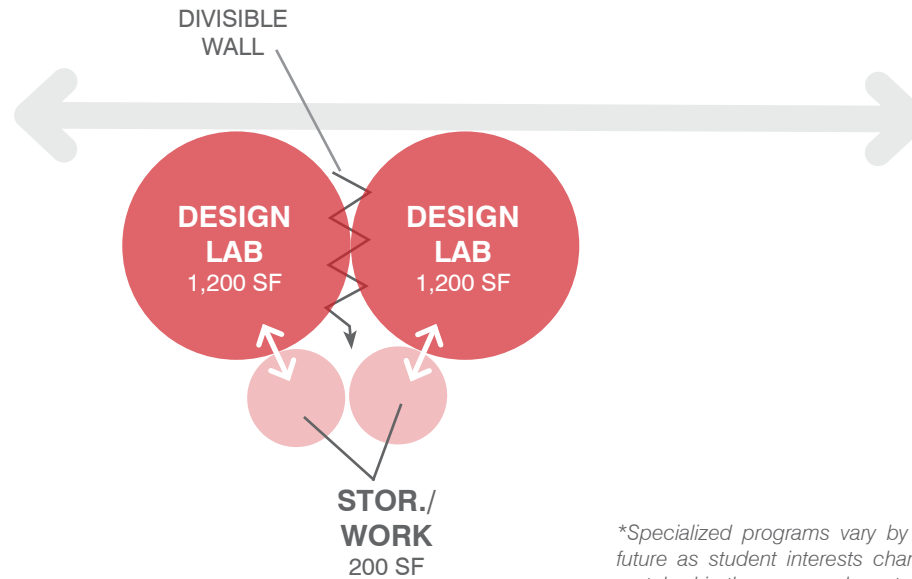 DIVISIBLE
WALL
DESIGN
LAB
1,200 SF
DESIGN
LAB
1,200 SF
STOR./
WORK
200 SF
*Specialized programs vary by
future as student interests